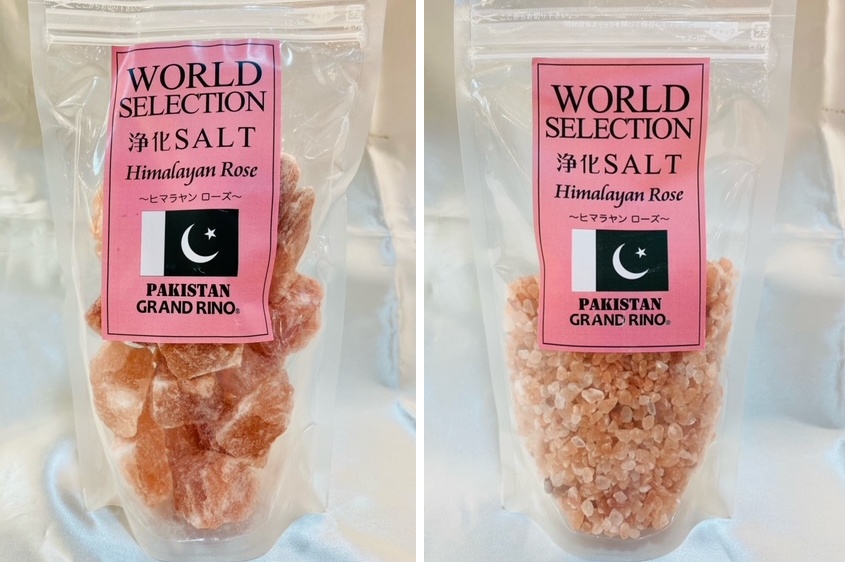 WORLD
SELECTION
浄化SALT
Himalayan Rose
～ヒマラヤン ローズ～
PAKISTAN
GRAND RINO®
WORLD
SELECTION
浄化SALT
Himalayan Rose
～ヒマラヤン ローズ～
PAKISTAN
GRAND RINO®